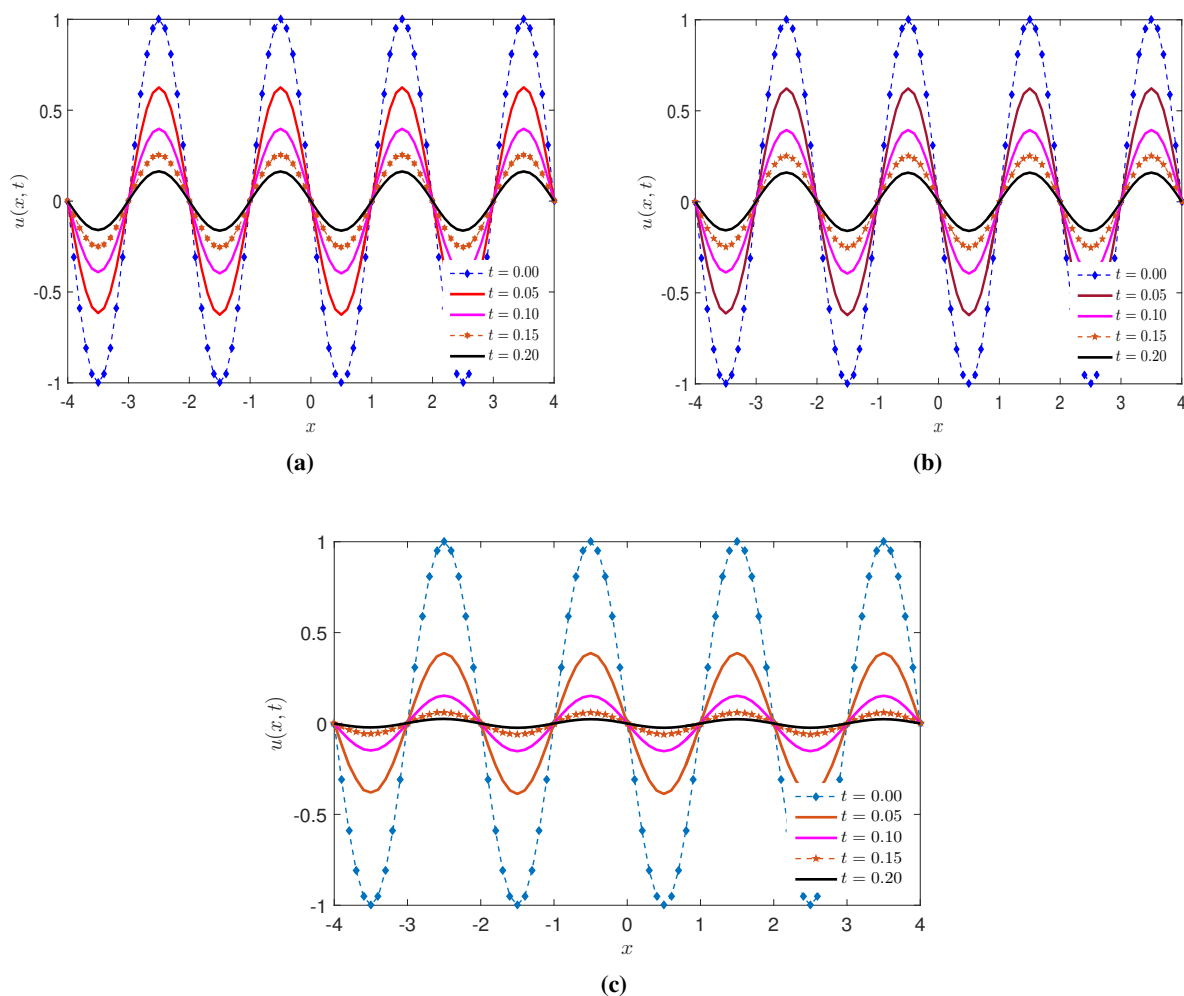 1
0.5
0
-0.5
-1
u(x, t)
-4 -3 -2 -1 0 1 2 3 4
x
t = 0.00
t = 0.05
t = 0.10
t = 0.15
t = 0.20
(a)
1
0.5
0
-0.5
-1
u(x, t)
-4 -3 -2 -1 0 1 2 3 4
x
t = 0.00
t = 0.05
t = 0.10
t = 0.15
t = 0.20
(b)
1
0.5
0
-0.5
-1
u(x, t)
-4 -3 -2 -1 0 1 2 3 4
x
t = 0.00
t = 0.05
t = 0.10
t = 0.15
t = 0.20
(c)